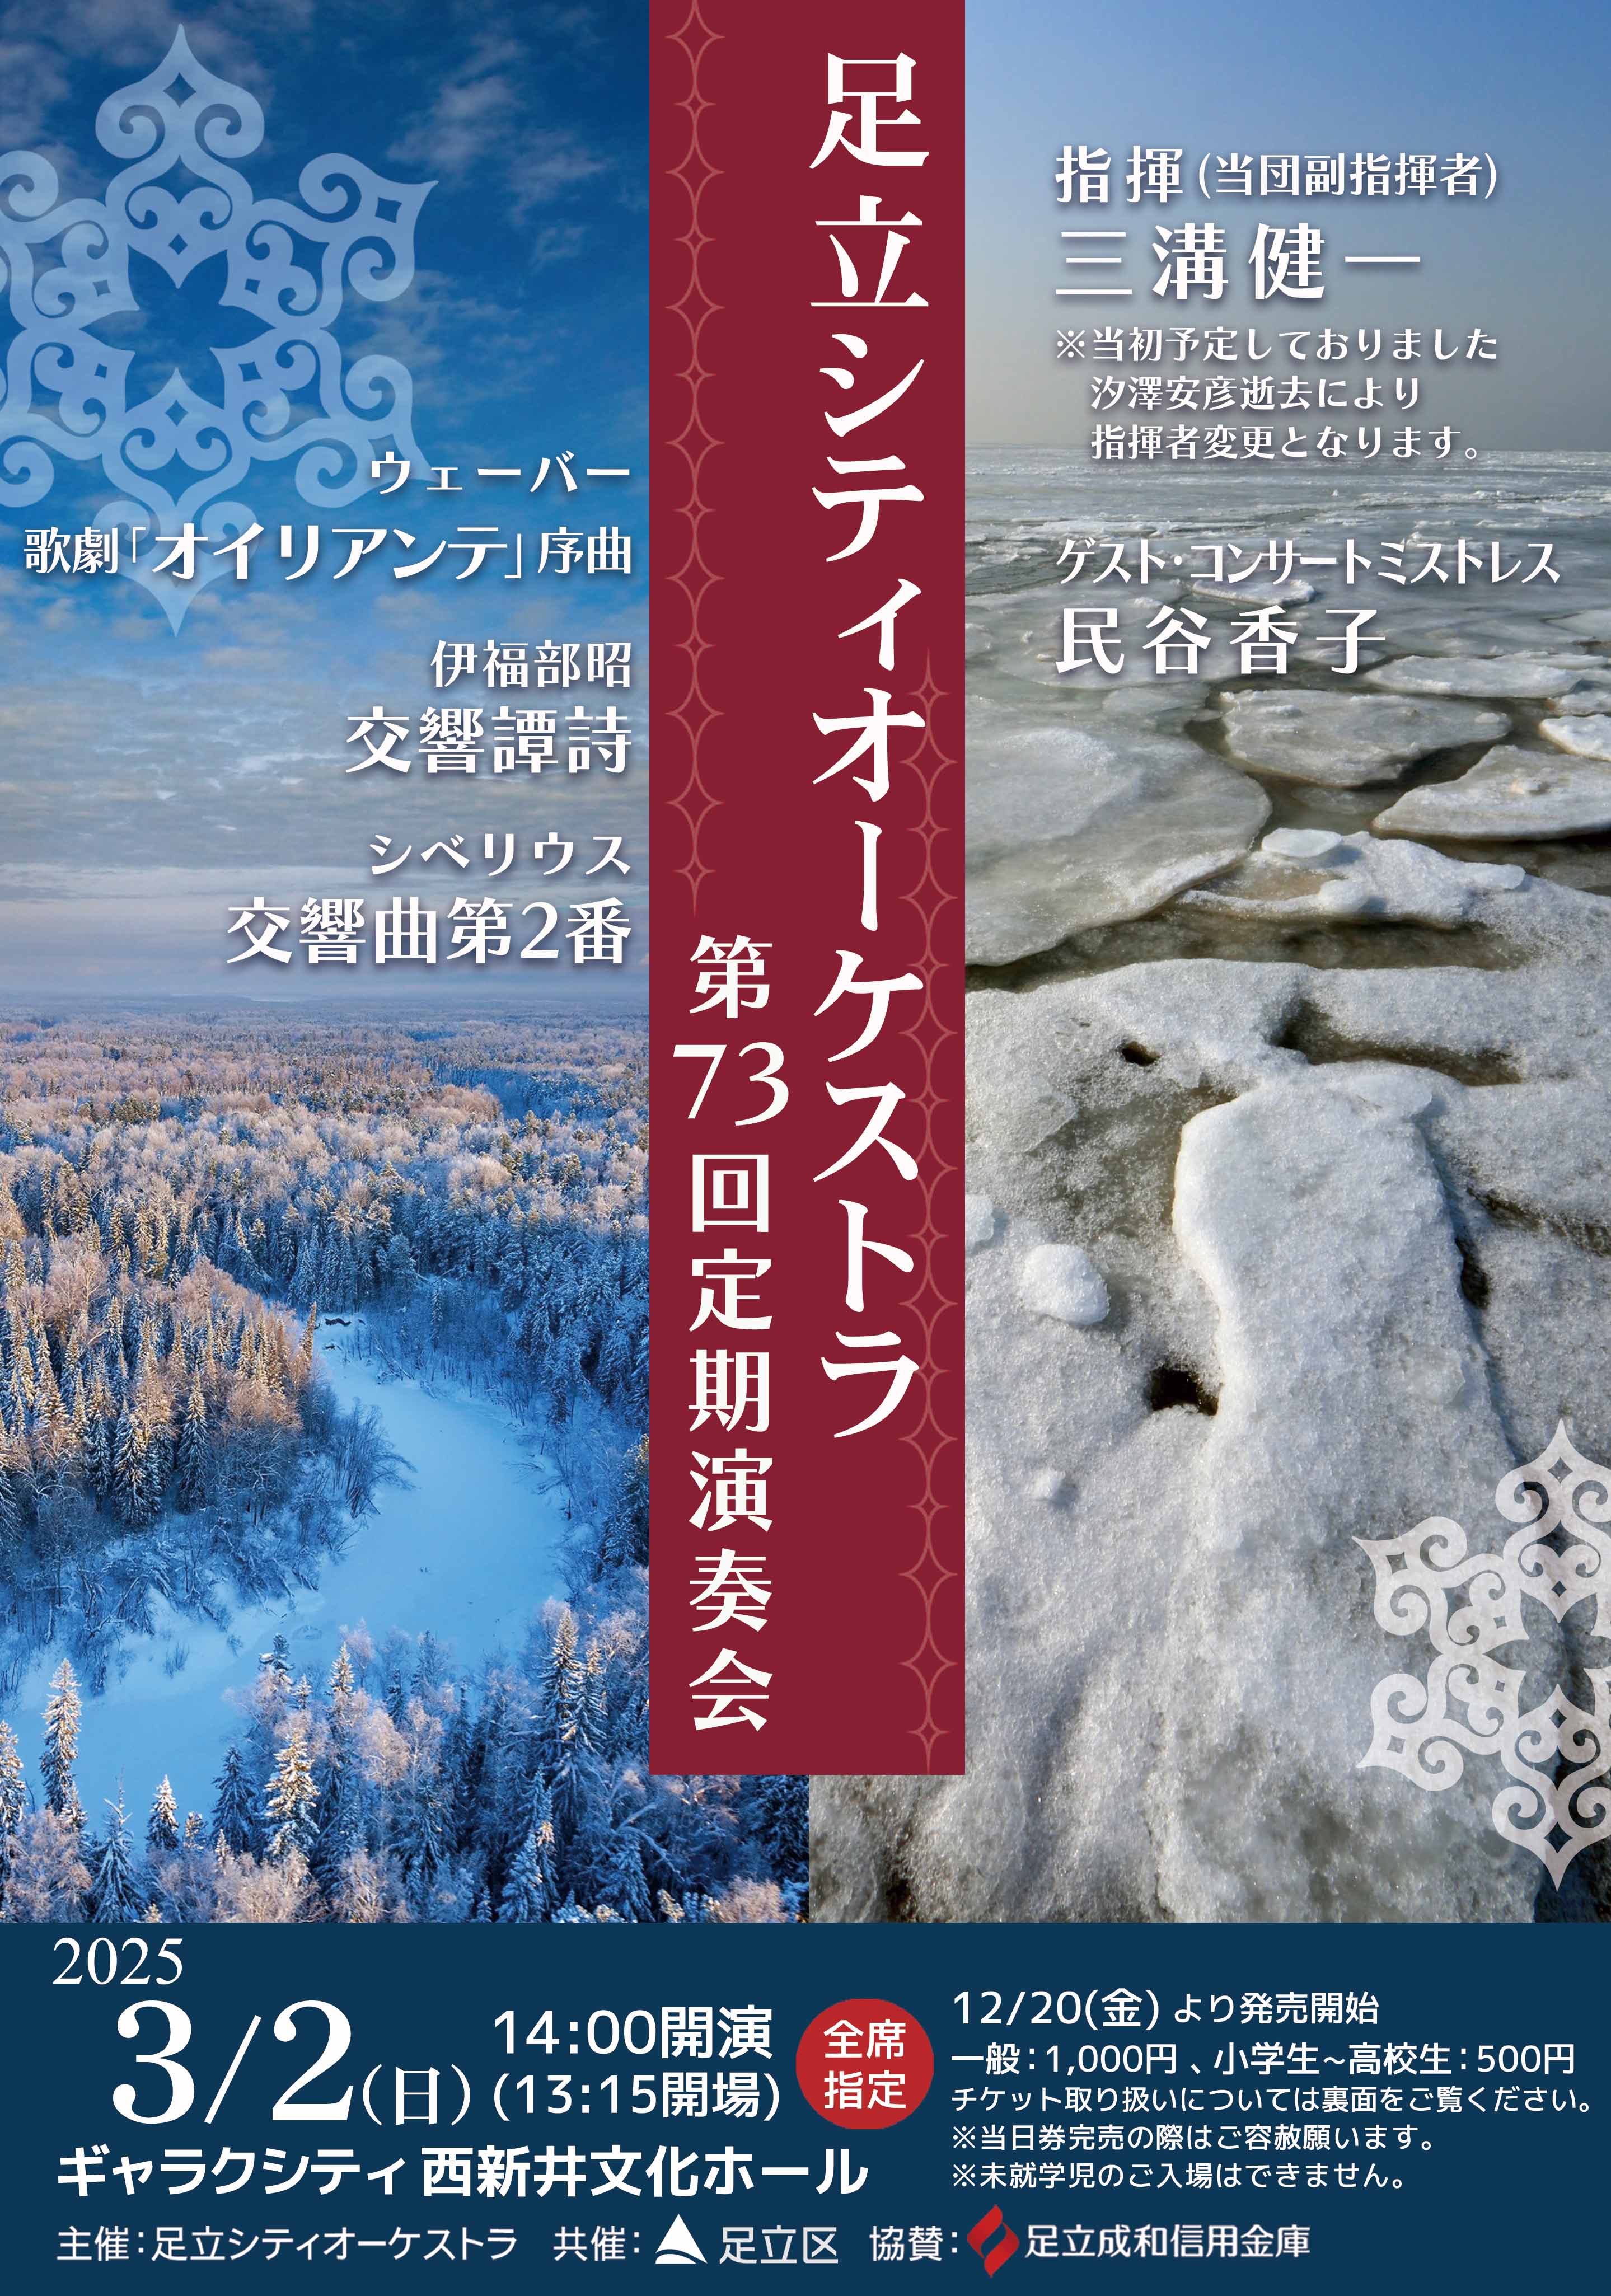 足立シティオーケストラ
第73回定期演奏会
指揮(当団副指揮者)
三溝健一
※当初予定しておりました
汐澤安彦逝去により
指揮者変更となります。
ゲスト・コンサートミストレス
民谷香子
ウェーバー
歌劇「オイリアンテ」序曲
伊福部昭
交響譚詩
シベリウス
交響曲第2番
2025
3/2(日)
14:00開演
(13:15開場)
ギャラクシティ 西新井文化ホール
全席
指定
12/20(金)より発売開始
一般：1,000円、小学生~高校生：500円
チケット取り扱いについては裏面をご覧ください。
※当日券完売の際はご容赦願います。
※未就学児のご入場はできません。
主催：足立シティオーケストラ 共催： 足立区 協賛： 足立成和信用金庫